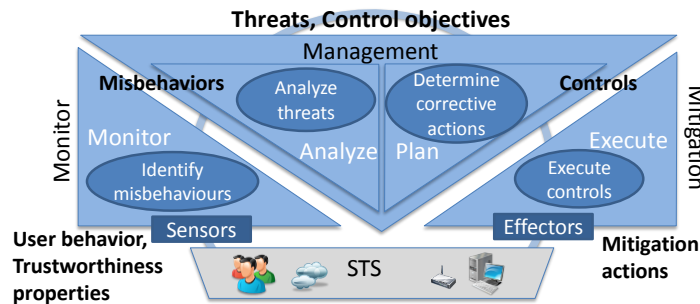 Threats, Control objectives
Management
Misbehaviors
Analyze
threats
Determine
corrective
actions
Controls
Monitor
Mitigation
Monitor
Analyze
Plan
Execute
Identify
misbehaviours
Execute
controls
Sensors
Effectors
User behavior,
Trustworthiness
properties
STS
Mitigation
actions